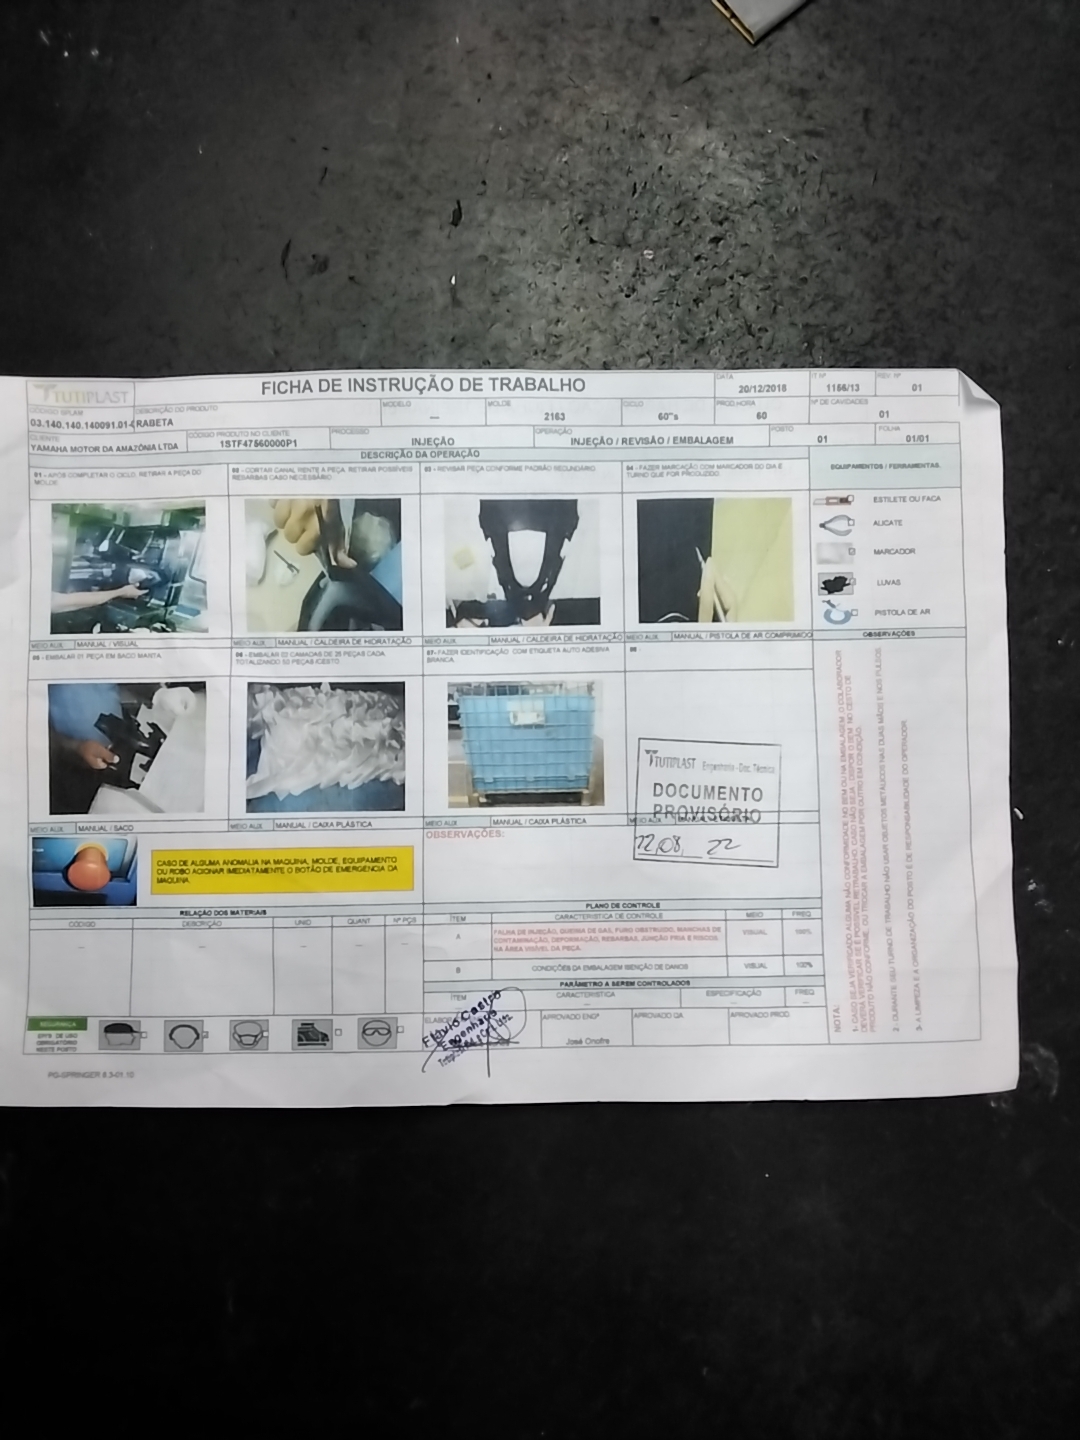 TUTIPLAST
FICHA DE INSTRUÇÃO DE TRABALHO
DATA
20/12/2018
IT Nº
1166/13
REV. Nº
01
DESCRIÇÃO DO PRODUTO
03.140.140.140091.01 RABETA
MODELO
---
MOLDE
2163
CICLO
60"s
PROD.HORA
60
Nº DE CAVIDADES
01
CLIENTE
YAMAHA MOTOR DA AMAZÔNIA LTDA
CÓDIGO PRODUTO NO CLIENTE
1STF47560000P1
PROCESSO
INJEÇÃO
OPERAÇÃO
INJEÇÃO / REVISÃO / EMBALAGEM
POSTO
01
FOLHA
01/01
DESCRIÇÃO DA OPERAÇÃO
EQUIPAMENTOS / FERRAMENTAS
01 - APÓS COMPLETAR O CICLO, RETIRAR A PEÇA DO
MOLDE.
02 - CORTAR CANAL RENTE A PEÇA, RETIRAR POSSÍVEIS
REBARBAS CASO NECESSÁRIO.
03 - REVISAR PEÇA CONFORME PADRÃO SECUNDÁRIO.
04 - FAZER MARCAÇÃO COM MARCADOR DO DIA E
TURNO QUE FOR PRODUZIDO.
ESTILETE OU FACA
ALICATE
MARCADOR
LUVAS
PISTOLA DE AR
MEIO AUX. MANUAL / VISUAL
MEIO AUX. MANUAL / CALDEIRA DE HIDRATAÇÃO
MEIO AUX. MANUAL / CALDEIRA DE HIDRATAÇÃO
MEIO AUX. MANUAL / PISTOLA DE AR COMPRIMIDO
OBSERVAÇÕES
05 - EMBALAR 01 PEÇA EM SACO MANTA.
06 - EMBALAR 02 CAMADAS DE 25 PEÇAS CADA
TOTALIZANDO 50 PEÇAS /CESTO.
07- FAZER IDENTIFICAÇÃO COM ETIQUETA AUTO ADESIVA
BRANCA.
08 -
MEIO AUX. MANUAL / SACO
MEIO AUX. MANUAL / CAIXA PLÁSTICA
MEIO AUX. MANUAL / CAIXA PLÁSTICA
MEIO AUX.
TUTIPLAST Engenharia - Doc. Técnico
DOCUMENTO
PROVISÓRIO
22.08 22
CASO DE ALGUMA ANOMALIA NA MAQUINA, MOLDE, EQUIPAMENTO
OU ROBO ACIONAR IMEDIATAMENTE O BOTÃO DE EMERGENCIA DA
MAQUINA.
OBSERVAÇÕES:
RELAÇÃO DOS MATERIAIS
CÓDIGO
DESCRIÇÃO
UNID
QUANT
Nº PÇS
PLANO DE CONTROLE
ITEM
CARACTERISTICA DE CONTROLE
MEIO
FREQ
A
FALHA DE INJEÇÃO, QUEIMA DE GAS, FURO OBSTRUIDO, MANCHAS DE
CONTAMINAÇÃO, DEFORMAÇÃO, REBARBAS, JUNÇÃO FRIA E RISCOS
NA ÁREA VISÍVEL DA PEÇA.
VISUAL
100%
B
CONDIÇÕES DA EMBALAGEM ISENÇÃO DE DANOS
VISUAL
100%
PARÂMETRO A SEREM CONTROLADOS
ITEM
CARACTERISTICA
ESPECIFICAÇÃO
FREQ
SEGURANÇA
EPI'S DE USO
OBRIGATÓRIO
NESTE POSTO
Flávio Castro
Engenharia
APROVADO ENGª
José Onofre
APROVADO QA
APROVADO PROD
NOTA:
1- CASO SEJA VERIFICADO ALGUMA NÃO CONFORMIDADE NO ITEM OU NA EMBALAGEM, O COLABORADOR
DEVERÁ VERIFICAR SE É POSSÍVEL RETRABALHO, CASO NÃO SEJA, DISPOR O ITEM NO CESTO DE
PRODUTO NÃO CONFORME, OU TROCAR A EMBALAGEM POR OUTRO EM CONDIÇÃO.
2 - DURANTE SEU TURNO DE TRABALHO NÃO USAR OBJETOS METÁLICOS NAS DUAS MÃOS E NOS PULSOS
3- A LIMPEZA E A ORGANIZAÇÃO DO POSTO É DE RESPONSABILIDADE DO OPERADOR
PG-SPRINGER 8.3-01.10